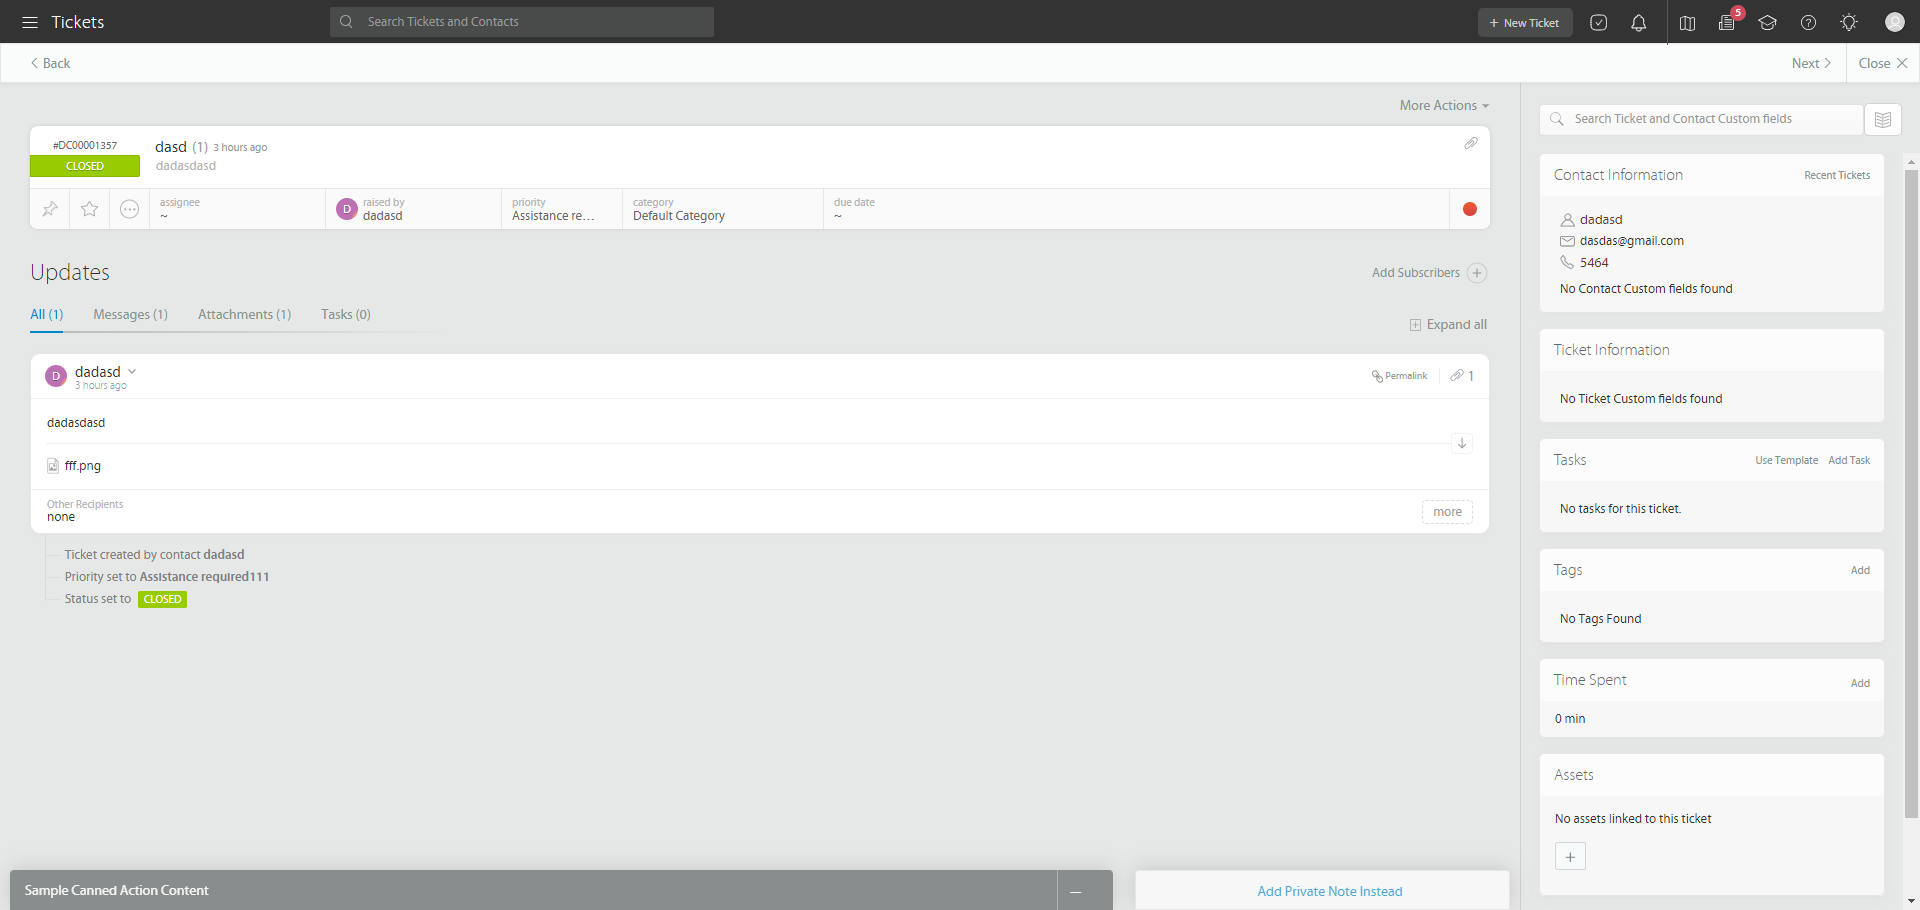 Tickets
Search Tickets and Contacts
+ New Ticket
5
Back
Next
Close
More Actions
Search Ticket and Contact Custom fields
#DC00001357
CLOSED
dasd (1) 3 hours ago
dadasdasd
assignee
~
D
raised by
dadasd
priority
Assistance re...
category
Default Category
due date
~
Updates
Add Subscribers
All (1)
Messages (1)
Attachments (1)
Tasks (0)
Expand all
D
dadasd
3 hours ago
Permalink
1
dadasdasd
fff.png
Other Recipients
none
more
Ticket created by contact dadasd
Priority set to Assistance required111
Status set to CLOSED
Contact Information
Recent Tickets
dadasd
dasdas@gmail.com
5464
No Contact Custom fields found
Ticket Information
No Ticket Custom fields found
Tasks
Use Template
Add Task
No tasks for this ticket.
Tags
Add
No Tags Found
Time Spent
Add
0 min
Assets
No assets linked to this ticket
Sample Canned Action Content
Add Private Note Instead